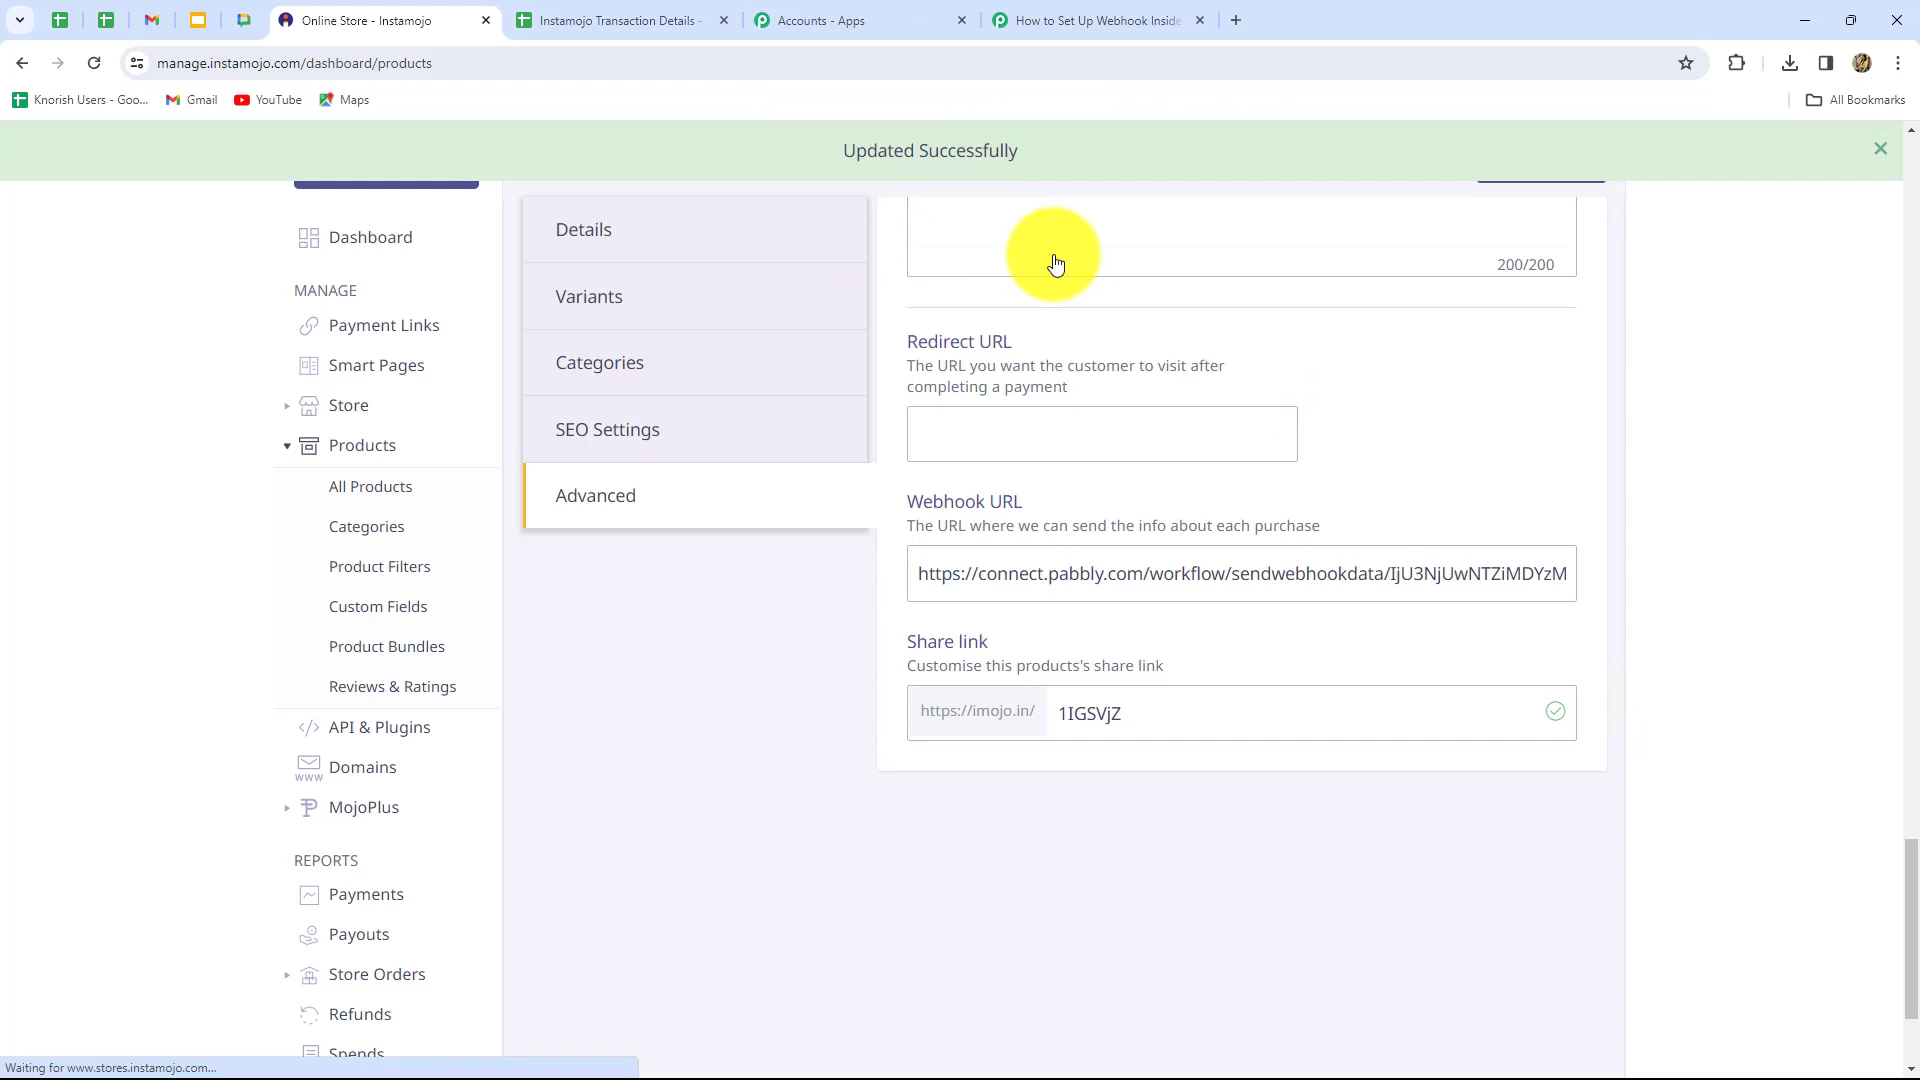 Online Store - Instamojo
Instamojo Transaction Details -
Accounts - Apps
How to Set Up Webhook Inside
manage.instamojo.com/dashboard/products
Knorish Users - Goo...
Gmail
YouTube
Maps
All Bookmarks
Updated Successfully
Dashboard
MANAGE
Payment Links
Smart Pages
Store
Products
All Products
Categories
Product Filters
Custom Fields
Product Bundles
Reviews & Ratings
API & Plugins
WWW
Domains
MojoPlus
REPORTS
Payments
Payouts
Store Orders
Refunds
Spends
Details
Variants
Categories
SEO Settings
Advanced
200/200
Redirect URL
The URL you want the customer to visit after
completing a payment
Webhook URL
The URL where we can send the info about each purchase
https://connect.pabbly.com/workflow/sendwebhookdata/IjU3NjUwNTZiMDYzM
Share link
Customise this products's share link
https://imojo.in/
1IGSVjZ
Waiting for www.stores.instamojo.com...